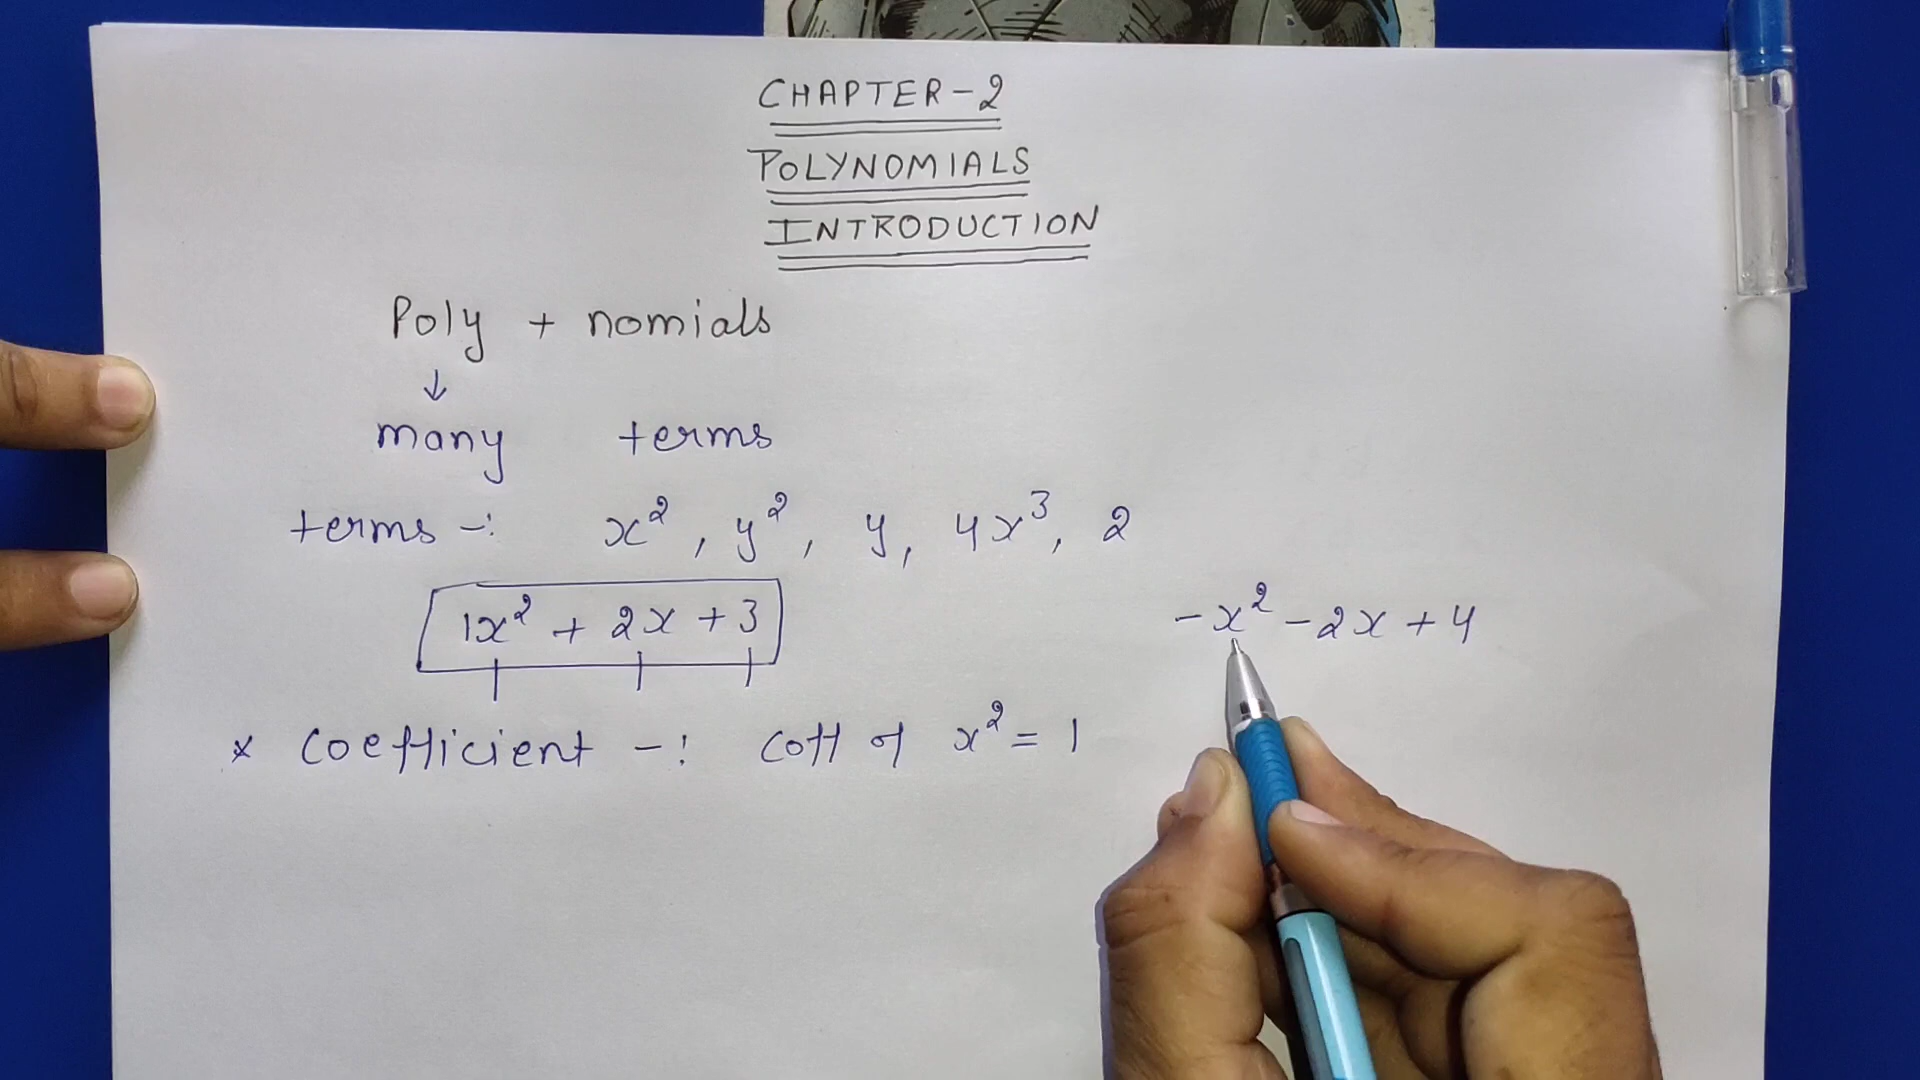 CHAPTER-2
POLYNOMIALS
INTRODUCTION
Poly + nomials
↓
many terms
terms -: x², y², y, 4x³, 2
1x² + 2x + 3
-x² - 2x + 4
* Coefficient -: Coff of x² = 1